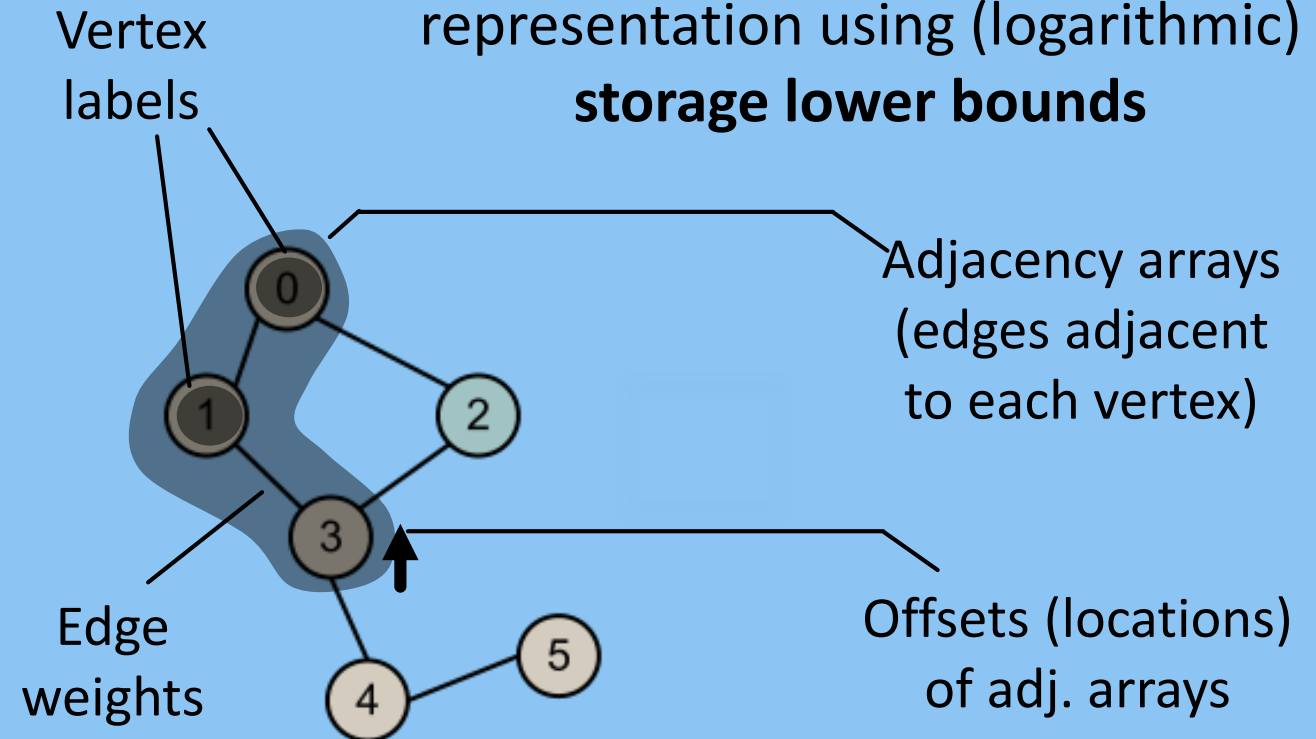 Vertex
labels
representation using (logarithmic)
storage lower bounds
Adjacency arrays
(edges adjacent
to each vertex)
0
1
2
3
4
5
Edge
weights
Offsets (locations)
of adj. arrays